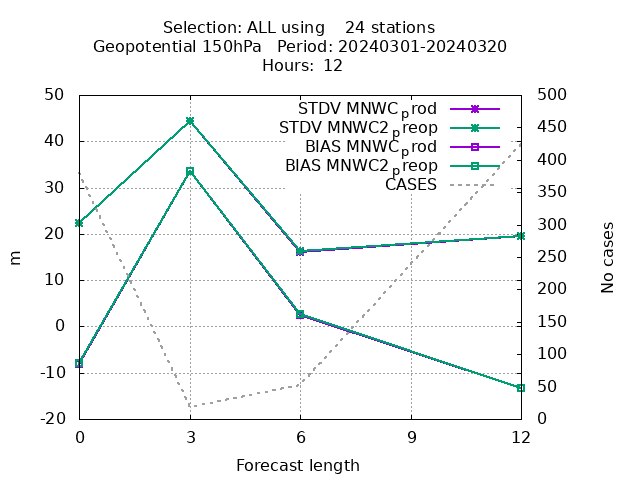 Selection: ALL using    24 stations
Geopotential 150hPa   Period: 20240301-20240320
Hours: 12
STDV MNWC_prod
STDV MNWC2_preop
BIAS MNWC_prod
BIAS MNWC2_preop
CASES
50
40
30
20
10
0
-10
-20
m
500
450
400
350
300
250
200
150
100
50
0
No cases
0 3 6 9 12
Forecast length